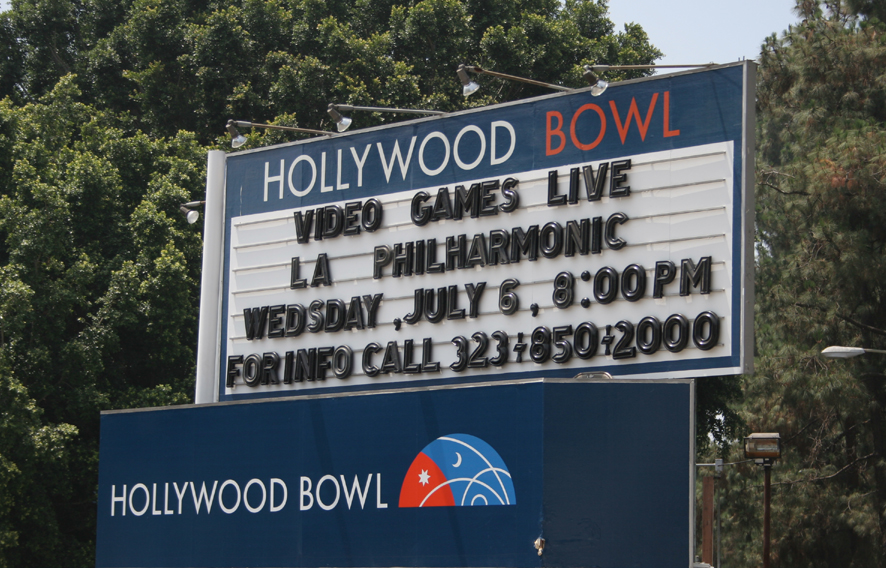 HOLLYWOOD BOWL
VIDEO GAMES LIVE
LA PHILHARMONIC
WEDSDAY ,JULY 6 , 8:00PM
FOR INFO CALL 323÷850÷2000
HOLLYWOOD BOWL